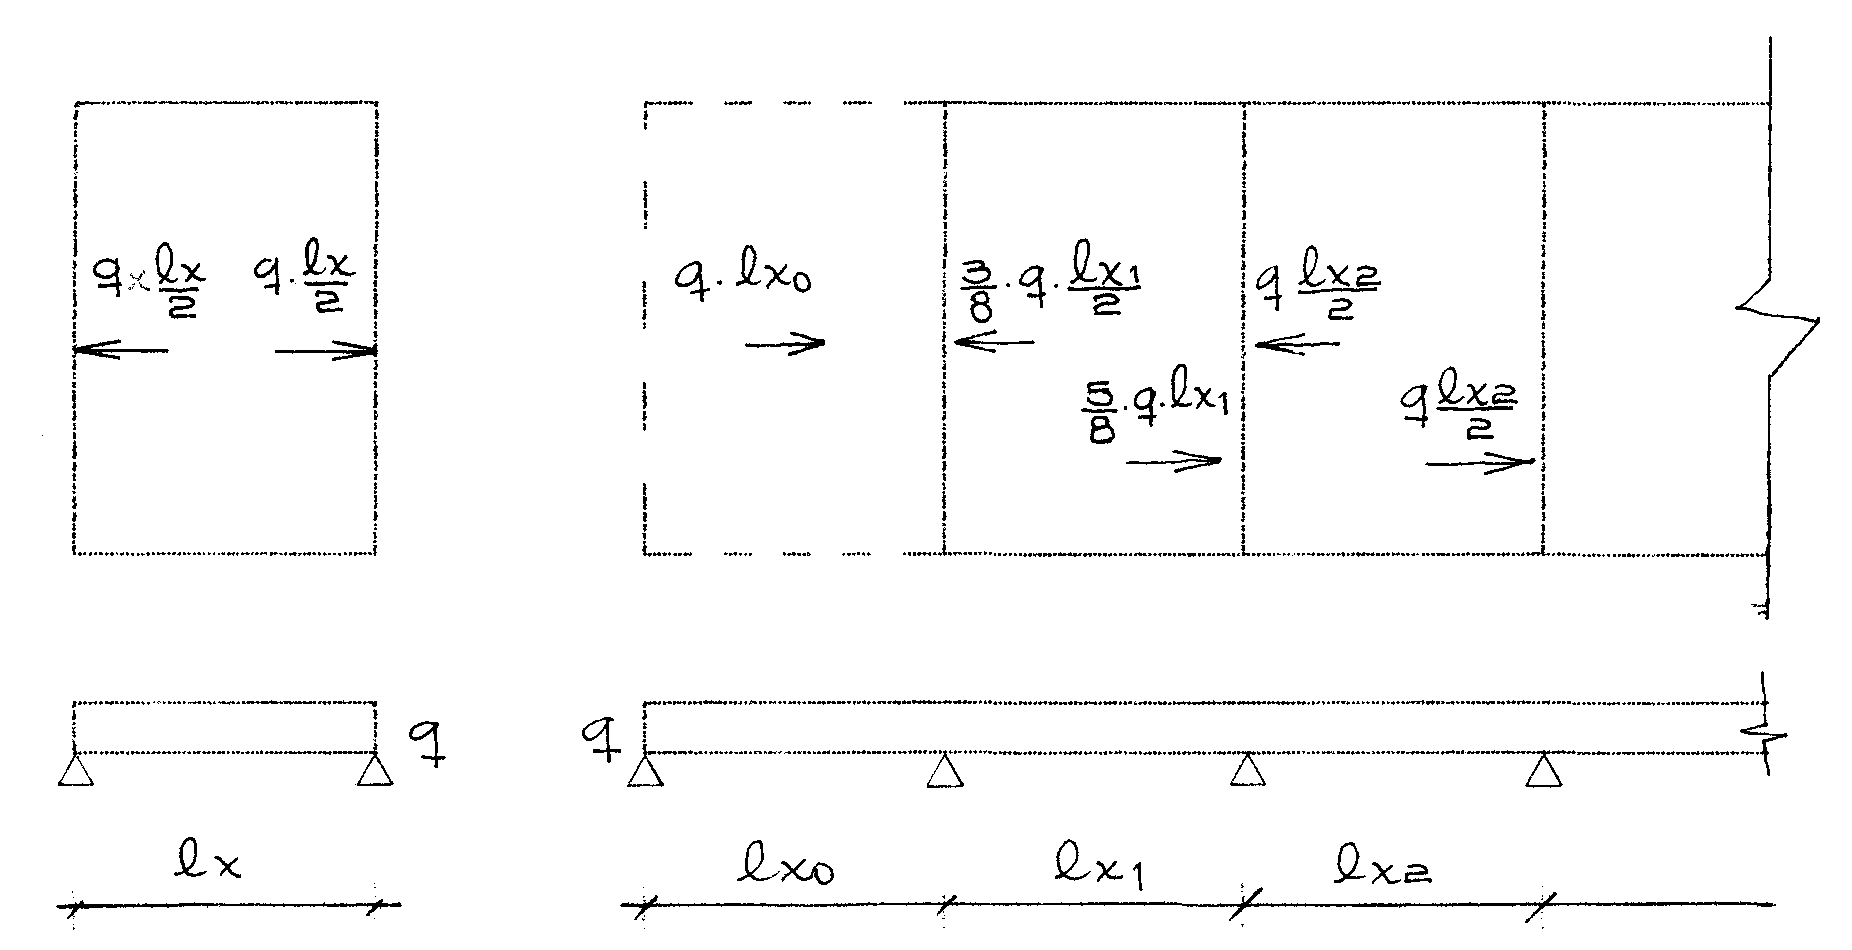 q × lx/2
q · lx/2
q · lx0
3/8 · q · lx1/2
q lx2/2
5/8 · q · lx1
q lx2/2
q
q
lx
lx0
lx1
lx2